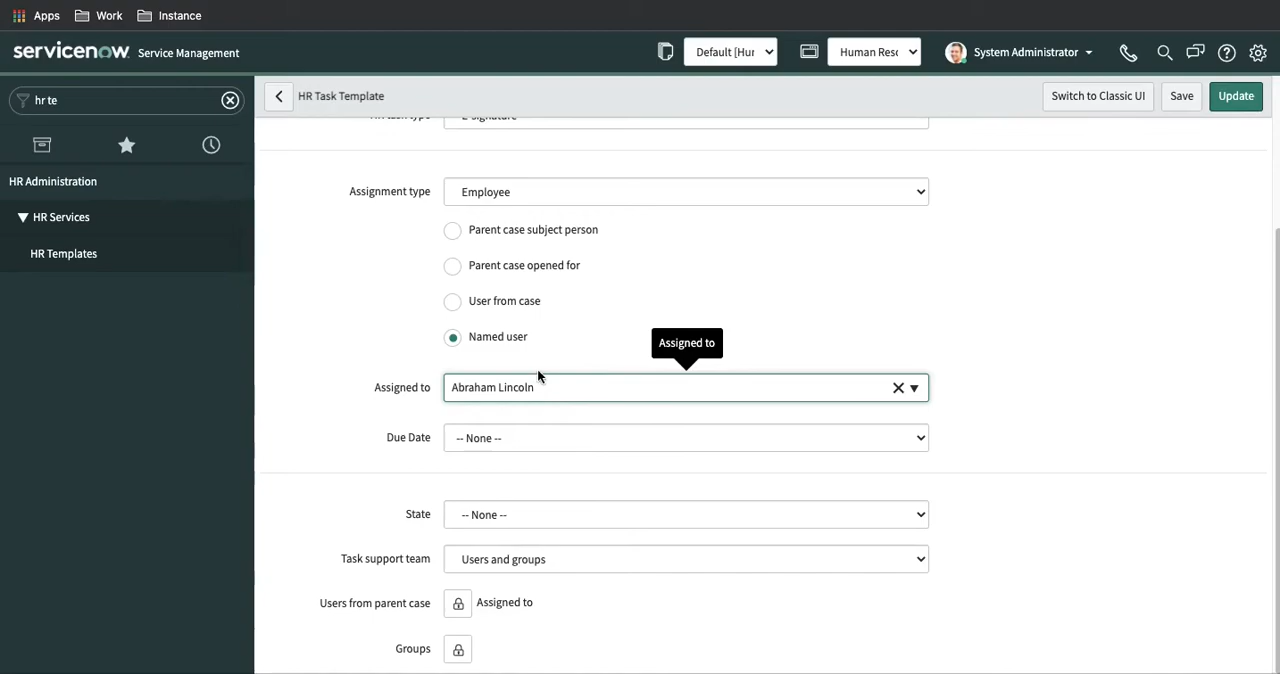 Apps Work Instance
servicenow Service Management Default [Hur Human Resc System Administrator
hr te
HR Task Template Switch to Classic UI Save Update
HR Administration
HR Services
HR Templates
Assignment type Employee
Parent case subject person
Parent case opened for
User from case
Named user
Assigned to
Assigned to Abraham Lincoln
Due Date -- None --
State -- None --
Task support team Users and groups
Users from parent case Assigned to
Groups